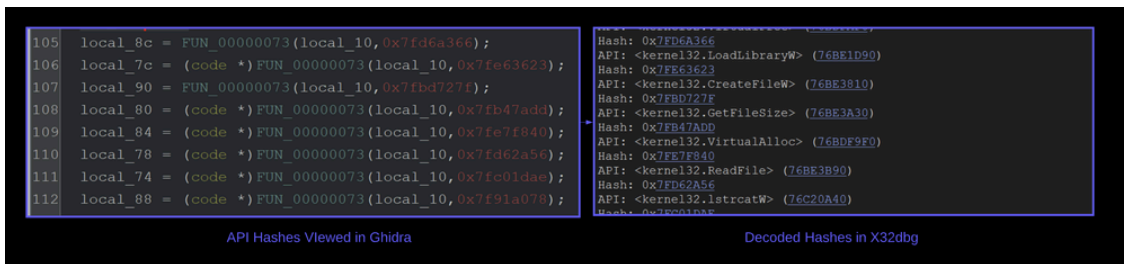 105 local_8c = FUN_00000073(local_10,0x7fd6a366);
106 local_7c = (code *)FUN_00000073(local_10,0x7fe63623);
107 local_90 = FUN_00000073(local_10,0x7fbd727f);
108 local_80 = (code *)FUN_00000073(local_10,0x7fb47add);
109 local_84 = (code *)FUN_00000073(local_10,0x7fe7f840);
110 local_78 = (code *)FUN_00000073(local_10,0x7fd62a56);
111 local_74 = (code *)FUN_00000073(local_10,0x7fc01dae);
112 local_88 = (code *)FUN_00000073(local_10,0x7f91a078);
Hash: 0x7FD6A366
API: <kernel32.LoadLibraryW> (76BE1D90)
Hash: 0x7FE63623
API: <kernel32.CreateFileW> (76BE3810)
Hash: 0x7FBD727F
API: <kernel32.GetFileSize> (76BE3A30)
Hash: 0x7FB47ADD
API: <kernel32.VirtualAlloc> (76BDF9F0)
Hash: 0x7FE7F840
API: <kernel32.ReadFile> (76BE3B90)
Hash: 0x7FD62A56
API: <kernel32.lstrcatW> (76C20A40)
Hash: 0x7FC01DAE
API Hashes VIewed in Ghidra
Decoded Hashes in X32dbg